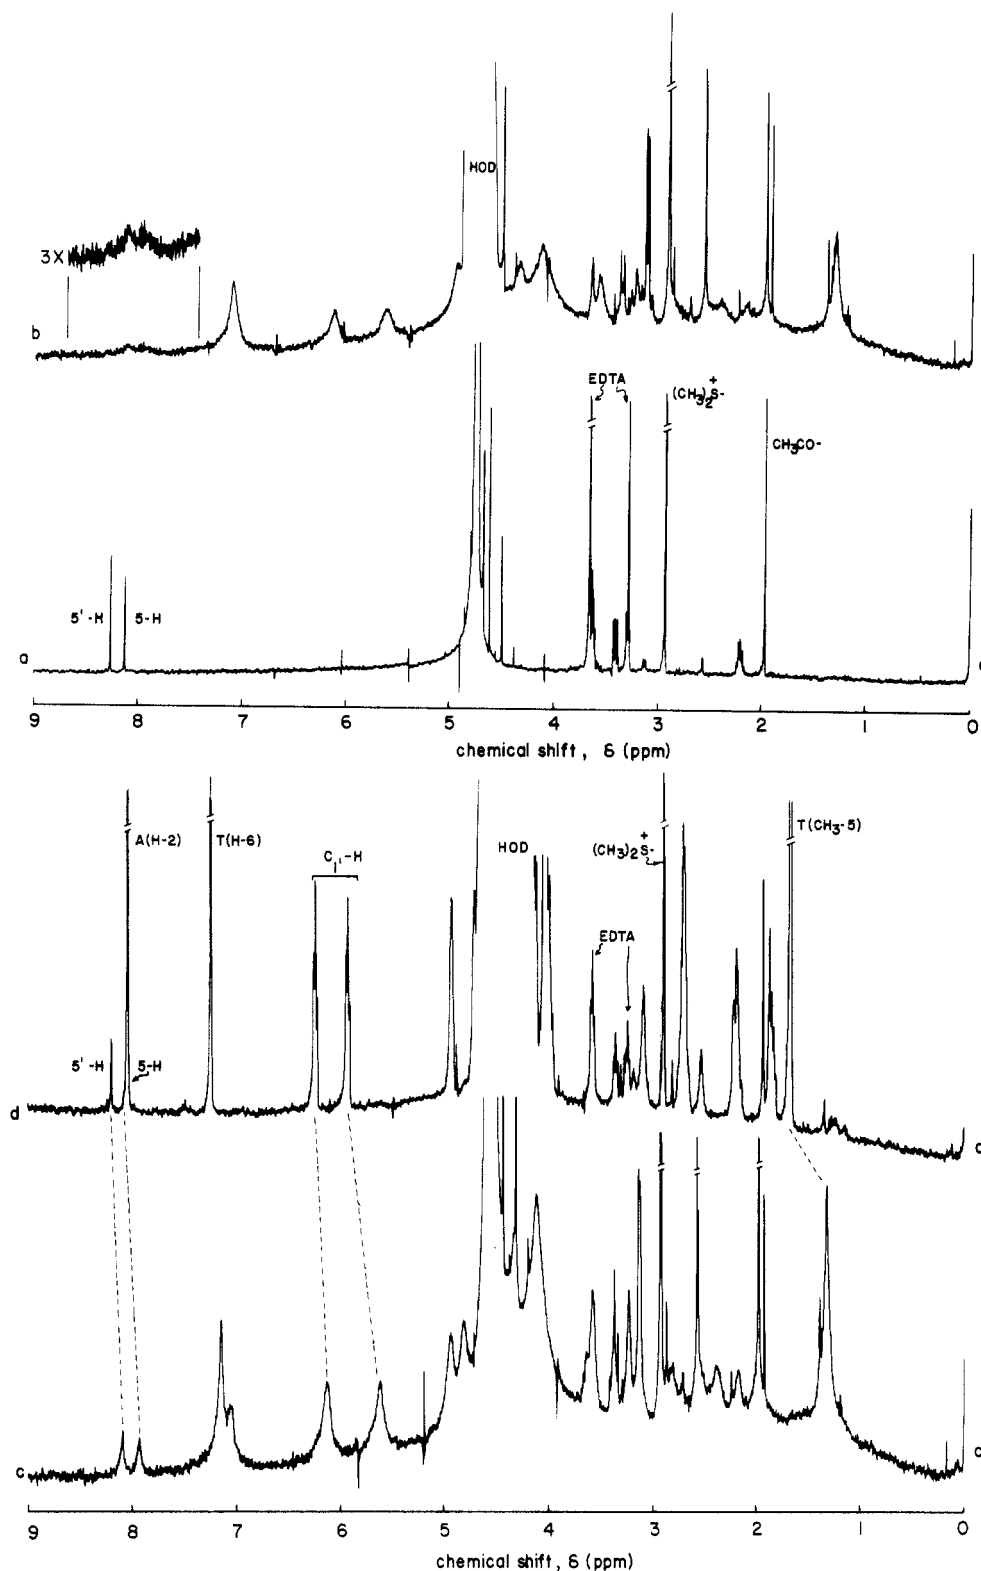 HOD
3X
b
EDTA
(CH3)2S+-
CH3CO-
5'-H
5-H
a
9 8 7 6 5 4 3 2 1 0
chemical shift, δ (ppm)
A(H-2)
T(H-6)
C1'-H
HOD
(CH3)2S+-
T(CH3-5)
EDTA
5'-H
5-H
d
c
9 8 7 6 5 4 3 2 1 0
chemical shift, δ (ppm)